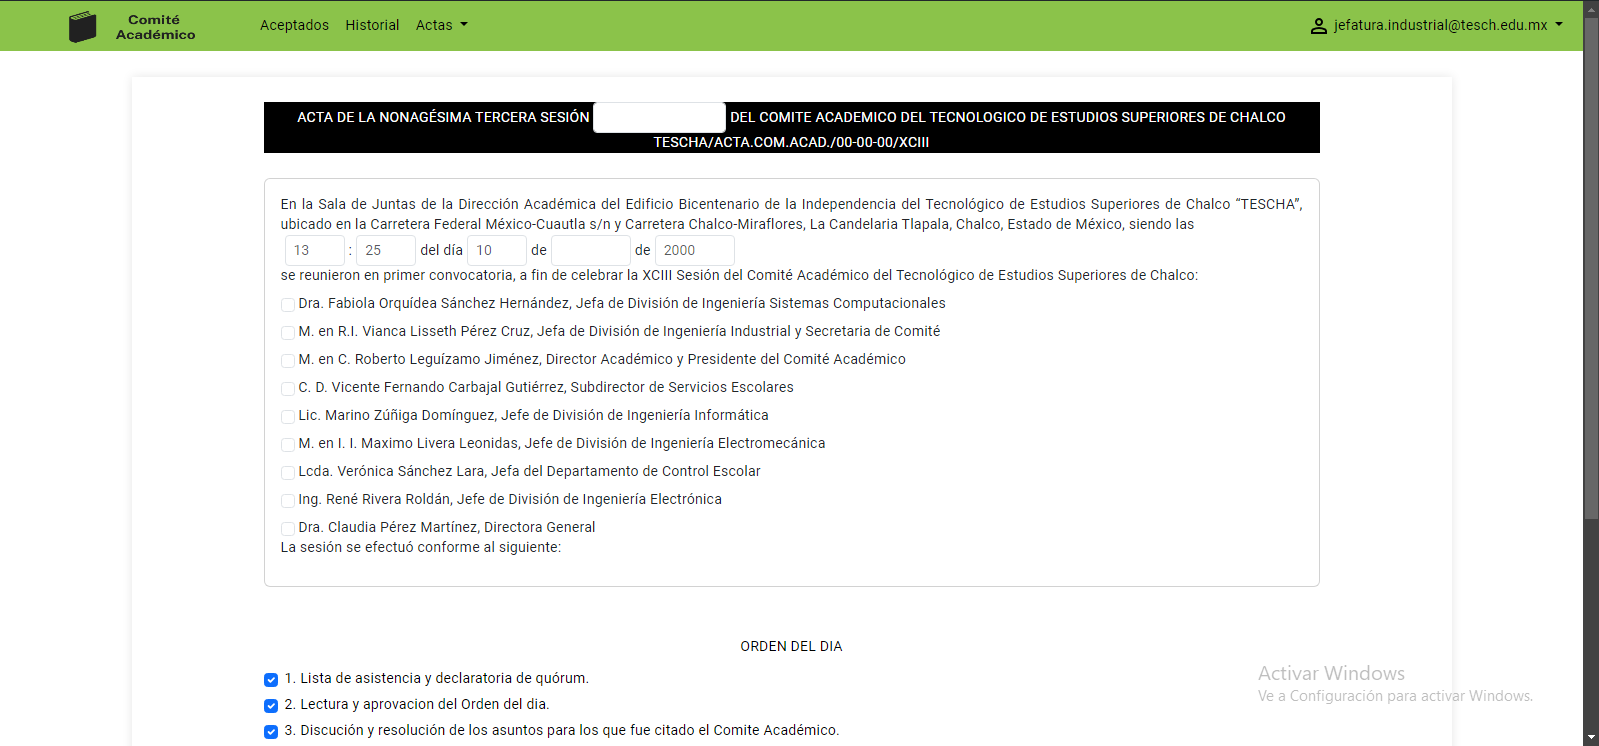 Comité
Académico
Aceptados Historial Actas
jefatura.industrial@tesch.edu.mx
ACTA DE LA NONAGÉSIMA TERCERA SESIÓN DEL COMITE ACADEMICO DEL TECNOLOGICO DE ESTUDIOS SUPERIORES DE CHALCO
TESCHA/ACTA.COM.ACAD./00-00-00/XCIII
En la Sala de Juntas de la Dirección Académica del Edificio Bicentenario de la Independencia del Tecnológico de Estudios Superiores de Chalco “TESCHA”,
ubicado en la Carretera Federal México-Cuautla s/n y Carretera Chalco-Miraflores, La Candelaria Tlapala, Chalco, Estado de México, siendo las
13 : 25 del día 10 de de 2000
se reunieron en primer convocatoria, a fin de celebrar la XCIII Sesión del Comité Académico del Tecnológico de Estudios Superiores de Chalco:
Dra. Fabiola Orquídea Sánchez Hernández, Jefa de División de Ingeniería Sistemas Computacionales
M. en R.I. Vianca Lisseth Pérez Cruz, Jefa de División de Ingeniería Industrial y Secretaria de Comité
M. en C. Roberto Leguízamo Jiménez, Director Académico y Presidente del Comité Académico
C. D. Vicente Fernando Carbajal Gutiérrez, Subdirector de Servicios Escolares
Lic. Marino Zúñiga Domínguez, Jefe de División de Ingeniería Informática
M. en I. I. Maximo Livera Leonidas, Jefe de División de Ingeniería Electromecánica
Lcda. Verónica Sánchez Lara, Jefa del Departamento de Control Escolar
Ing. René Rivera Roldán, Jefe de División de Ingeniería Electrónica
Dra. Claudia Pérez Martínez, Directora General
La sesión se efectuó conforme al siguiente:
ORDEN DEL DIA
1. Lista de asistencia y declaratoria de quórum.
2. Lectura y aprovacion del Orden del dia.
3. Discución y resolución de los asuntos para los que fue citado el Comite Académico.
Activar Windows
Ve a Configuración para activar Windows.